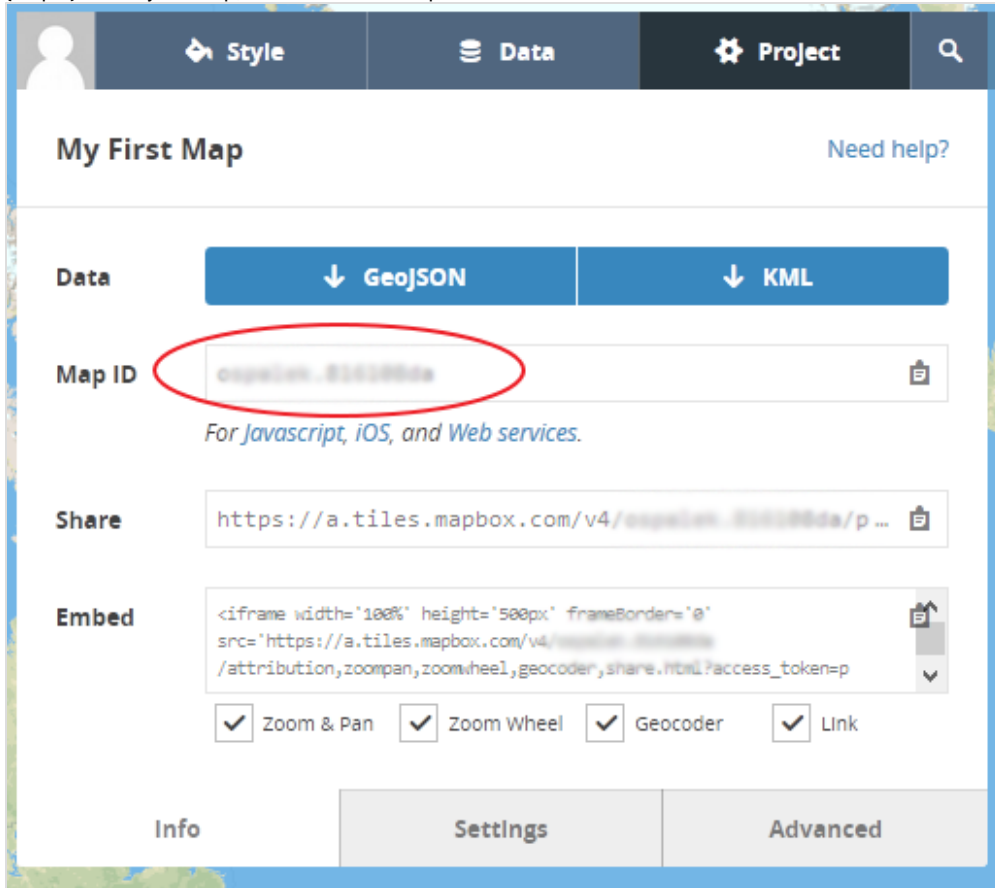 Style Data Project
My First Map
Need help?
Data GeoJSON KML
Map ID
For Javascript, iOS, and Web services.
Share https://a.tiles.mapbox.com/v4/ /p ...
Embed <iframe width='100%' height='500px' frameBorder='0'
src='https://a.tiles.mapbox.com/v4/
/attribution,zoompan,zoomwheel,geocoder,share.html?access_token=p
Zoom & Pan Zoom Wheel Geocoder Link
Info Settings Advanced